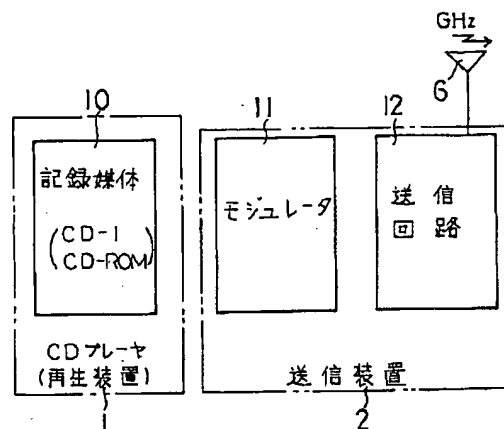 GHz
6
10
11
12
記録媒体
(CD-I
CD-ROM)
モジュレータ
送信
回路
CDプレーヤ
(再生装置)
送信装置
1
2